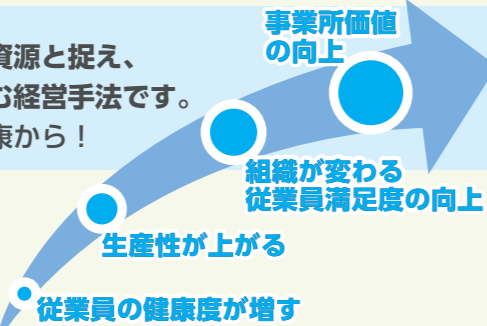 資源と捉え、
む経営手法です。
康から！
事業所価値
の向上
組織が変わる
従業員満足度の向上
生産性が上がる
従業員の健康度が増す